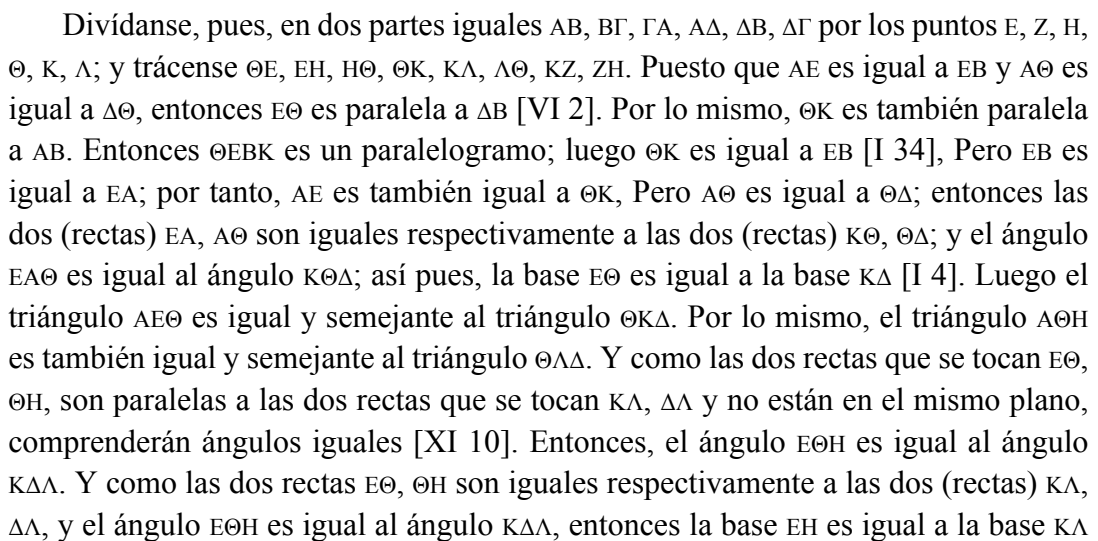 Divídanse, pues, en dos partes iguales ΑΒ, ΒΓ, ΓΑ, ΑΔ, ΔΒ, ΔΓ por los puntos Ε, Ζ, Η,
Θ, Κ, Λ; y trácense ΘΕ, ΕΗ, ΗΘ, ΘΚ, ΚΛ, ΛΘ, ΚΖ, ΖΗ. Puesto que ΑΕ es igual a ΕΒ y ΑΘ es
igual a ΔΘ, entonces ΕΘ es paralela a ΔΒ [VI 2]. Por lo mismo, ΘΚ es también paralela
a ΑΒ. Entonces ΘΕΒΚ es un paralelogramo; luego ΘΚ es igual a ΕΒ [I 34], Pero ΕΒ es
igual a ΕΑ; por tanto, ΑΕ es también igual a ΘΚ, Pero ΑΘ es igual a ΘΔ; entonces las
dos (rectas) ΕΑ, ΑΘ son iguales respectivamente a las dos (rectas) ΚΘ, ΘΔ; y el ángulo
ΕΑΘ es igual al ángulo ΚΘΔ; así pues, la base ΕΘ es igual a la base ΚΔ [I 4]. Luego el
triángulo ΑΕΘ es igual y semejante al triángulo ΘΚΔ. Por lo mismo, el triángulo ΑΘΗ
es también igual y semejante al triángulo ΘΛΔ. Y como las dos rectas que se tocan ΕΘ,
ΘΗ, son paralelas a las dos rectas que se tocan ΚΛ, ΔΛ y no están en el mismo plano,
comprenderán ángulos iguales [XI 10]. Entonces, el ángulo ΕΘΗ es igual al ángulo
ΚΔΛ. Y como las dos rectas ΕΘ, ΘΗ son iguales respectivamente a las dos (rectas) ΚΛ,
ΔΛ, y el ángulo ΕΘΗ es igual al ángulo ΚΔΛ, entonces la base ΕΗ es igual a la base ΚΛ